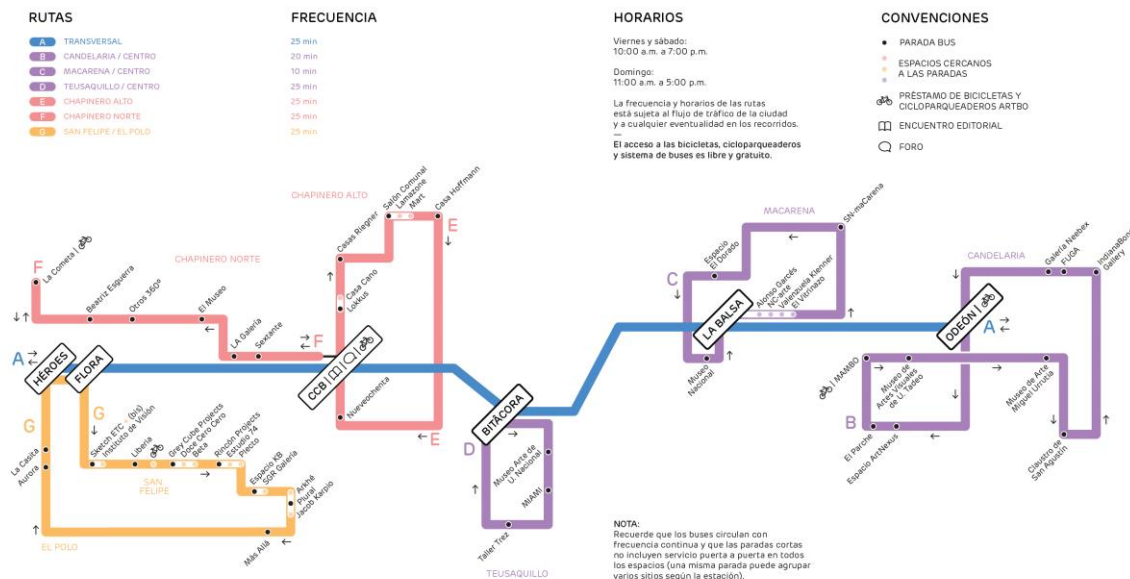 RUTAS
FRECUENCIA
HORARIOS
CONVENCIONES
A TRANSVERSAL 25 min
B CANDELARIA / CENTRO 20 min
C MACARENA / CENTRO 10 min
D TEUSAQUILLO / CENTRO 25 min
E CHAPINERO ALTO 25 min
F CHAPINERO NORTE 25 min
G SAN FELIPE / EL POLO 25 min
Viernes y sábado:
10:00 a.m. a 7:00 p.m.
Domingo:
11:00 a.m. a 5:00 p.m.
La frecuencia y horarios de las rutas
está sujeta al flujo de tráfico de la ciudad
y a cualquier eventualidad en los recorridos.
—
El acceso a las bicicletas, cicloparqueaderos
y sistema de buses es libre y gratuito.
PARADA BUS
ESPACIOS CERCANOS
A LAS PARADAS
PRÉSTAMO DE BICICLETAS Y
CICLOPARQUEADEROS ARTBO
ENCUENTRO EDITORIAL
FORO
CHAPINERO NORTE
F
La Cometa |
Beatriz Esguerra
Otros 360º
El Museo
LA Galería
Sextante
F
CHAPINERO ALTO
Casa Cano
Lokkus
Casas Riegner
Salón Comunal
Lamazone
Mart
Casa Hoffmann
E
Nueveochenta
E
A
HÉROES
FLORA
CCB | | |
BITÁCORA
LA BALSA
ODEÓN |
A
G
G
La Casita
Aurora
Sketch ETC (bis)
Instituto de Visión
Liberia
Grey Cube Projects
Doce Cero Cero
Beta
Rincón Projects
Estudio 74
Plecto
SAN
FELIPE
Espacio KB
SGR Galería
Arkhé
Plural
Jacob Karpio
Más Allá
EL POLO
D
Museo Arte de
U. Nacional
MIAMI
Taller Trez
TEUSAQUILLO
MACARENA
C
Espacio
El Dorado
SN-maCarena
Alonso Garcés
NC-arte
Valenzuela Klenner
El Vitrinazo
Museo
Nacional
CANDELARIA
Galería Neebex
FUGA
IndianaBond
Gallery
| MAMBO
Museo de
Artes Visuales
de U. Tadeo
Museo de Arte
Miguel Urrutia
B
El Parche
Espacio ArtNexus
Claustro de
San Agustín
NOTA:
Recuerde que los buses circulan con
frecuencia continua y que las paradas cortas
no incluyen servicio puerta a puerta en todos
los espacios (una misma parada puede agrupar
varios sitios según la estación).